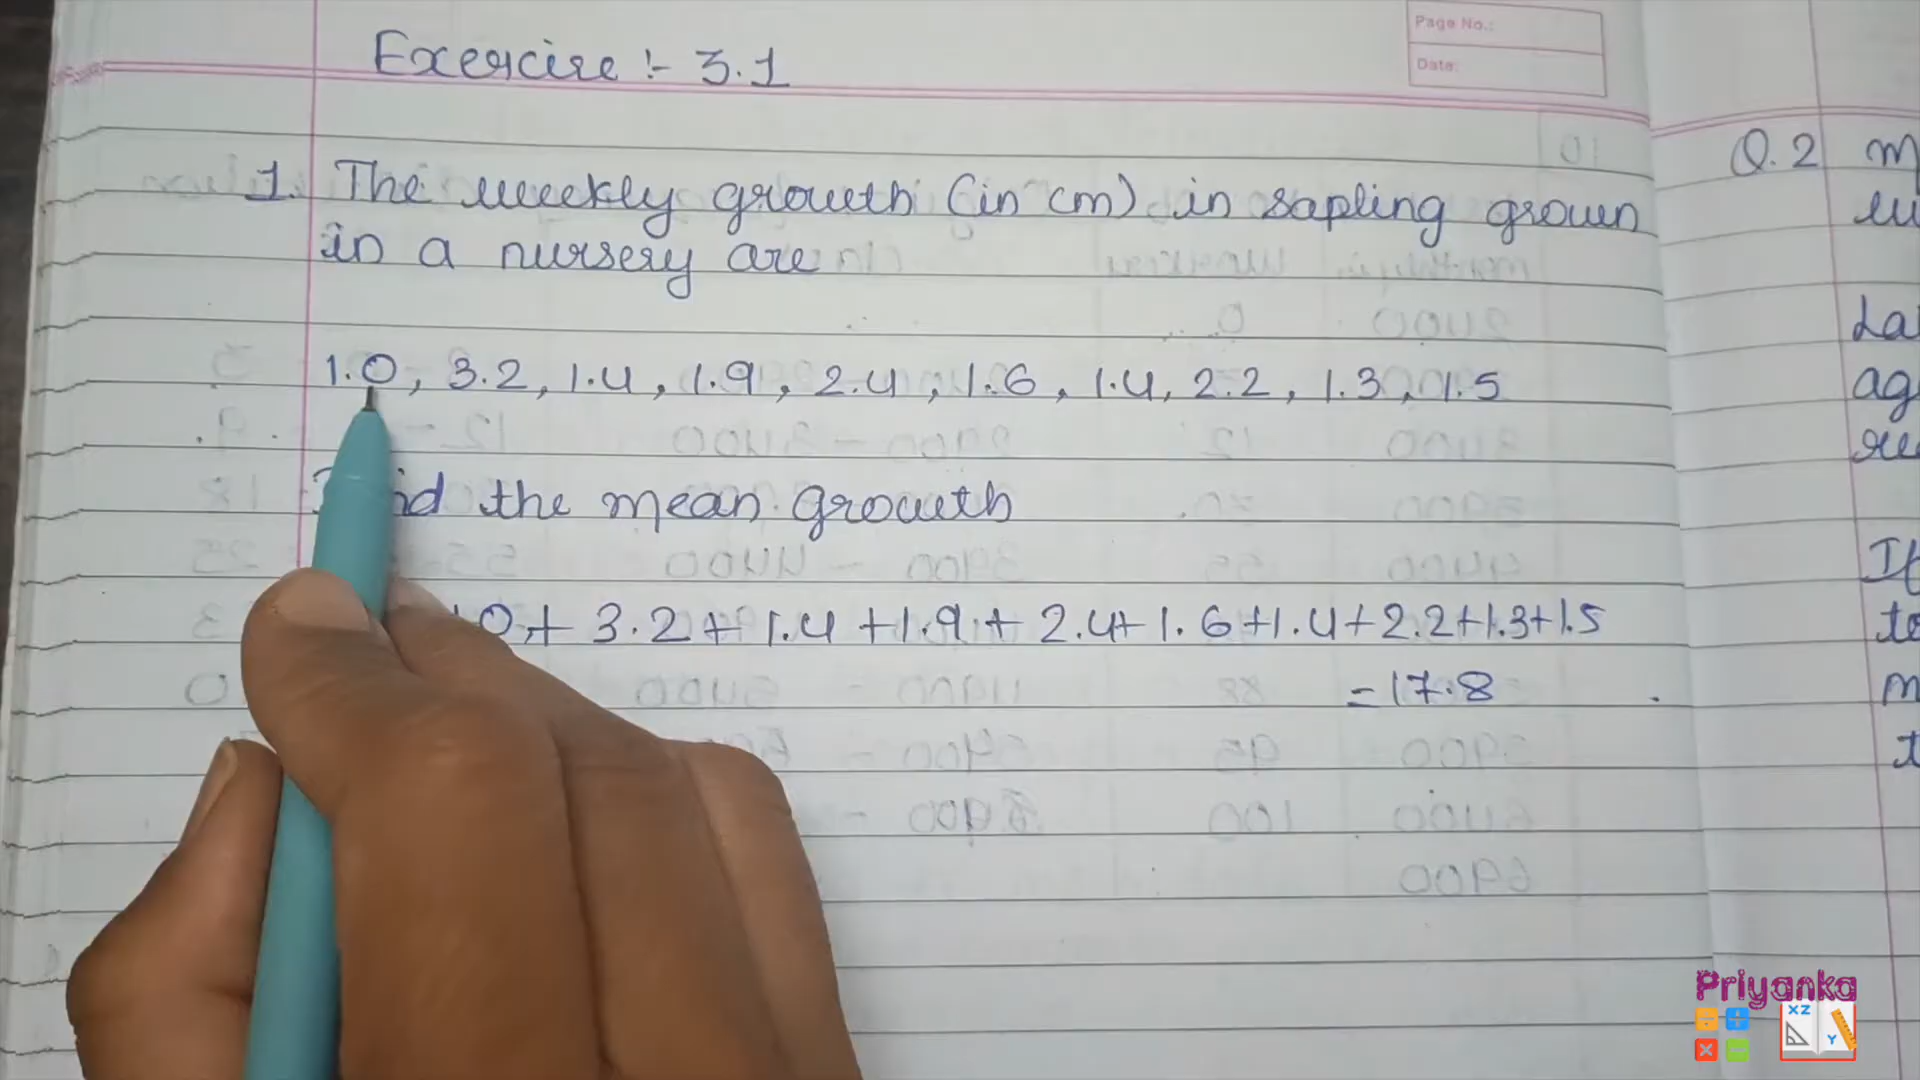 Page No.:
Date:
Exercise :- 3.1
1. The weekly growth (in cm) in sapling grown
in a nursery are
1.0, 3.2, 1.4, 1.9, 2.4, 1.6, 1.4, 2.2, 1.3, 1.5
the mean growth
0 + 3.2 + 1.4 + 1.9 + 2.4 + 1.6 + 1.4 + 2.2 + 1.3 + 1.5
= 17.8
Q.2
Priyanka
XZ
Y